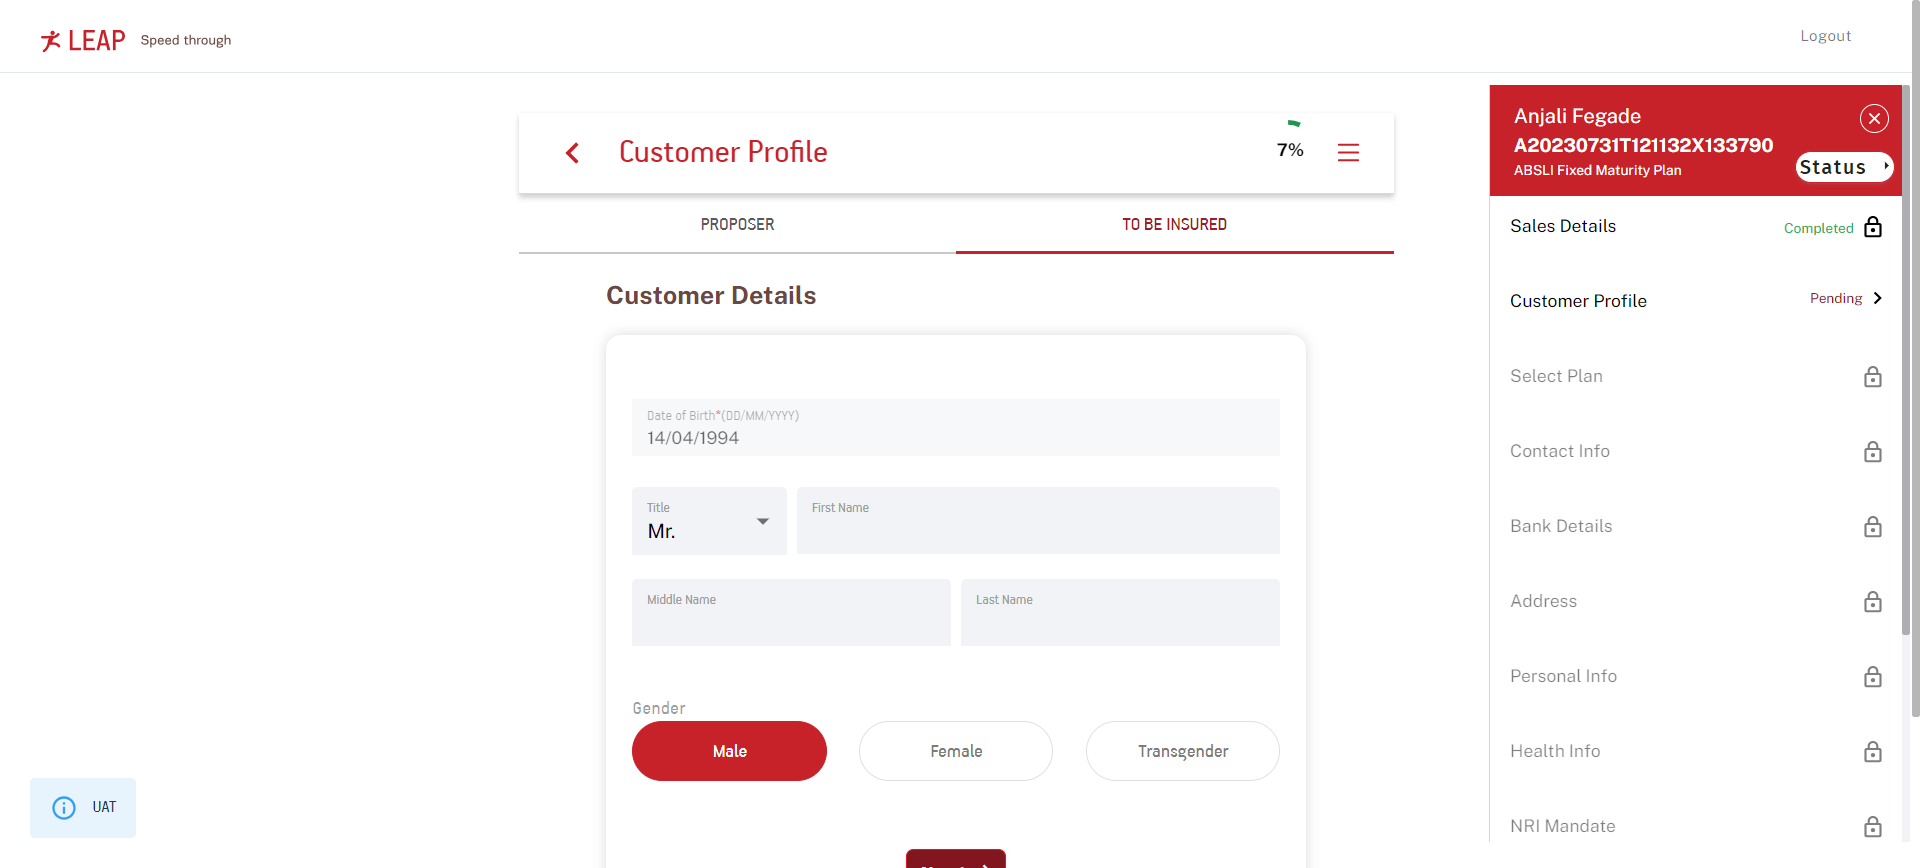 LEAP Speed through
Logout
Customer Profile
7%
PROPOSER
TO BE INSURED
Customer Details
Date of Birth*(DD/MM/YYYY)
14/04/1994
Title
Mr.
First Name
Middle Name
Last Name
Gender
Male
Female
Transgender
UAT
Anjali Fegade
A20230731T121132X133790
ABSLI Fixed Maturity Plan
Status
Sales Details
Completed
Customer Profile
Pending
Select Plan
Contact Info
Bank Details
Address
Personal Info
Health Info
NRI Mandate